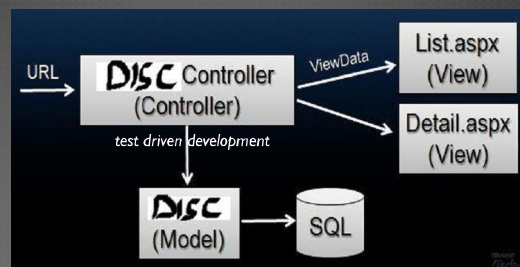 URL
DISC Controller
(Controller)
ViewData
List.aspx
(View)
Detail.aspx
(View)
test driven development
DISC
(Model)
SQL